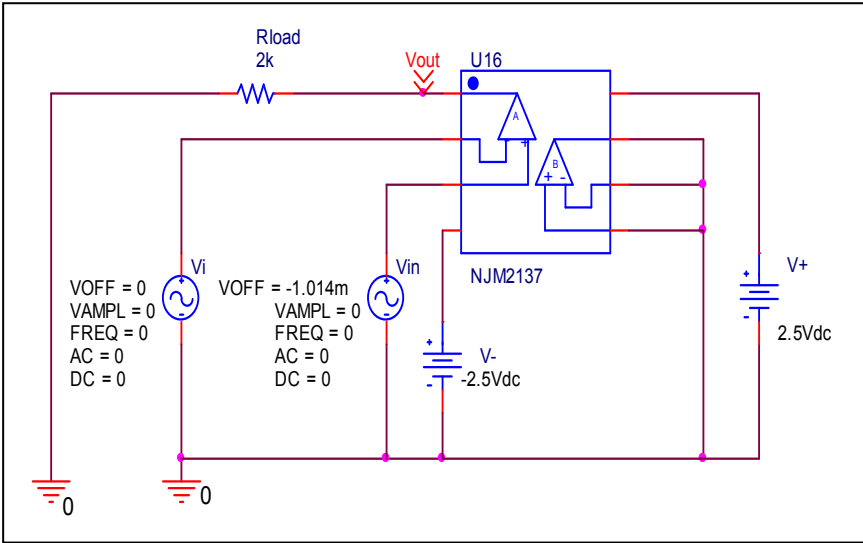 Rload
2k
Vout
U16
A
B
+
+ -
NJM2137
Vi
+
-
VOFF = 0
VAMPL = 0
FREQ = 0
AC = 0
DC = 0
Vin
+
-
VOFF = -1.014m
VAMPL = 0
FREQ = 0
AC = 0
DC = 0
+
-
V-
-2.5Vdc
V+
+
-
2.5Vdc
0
0